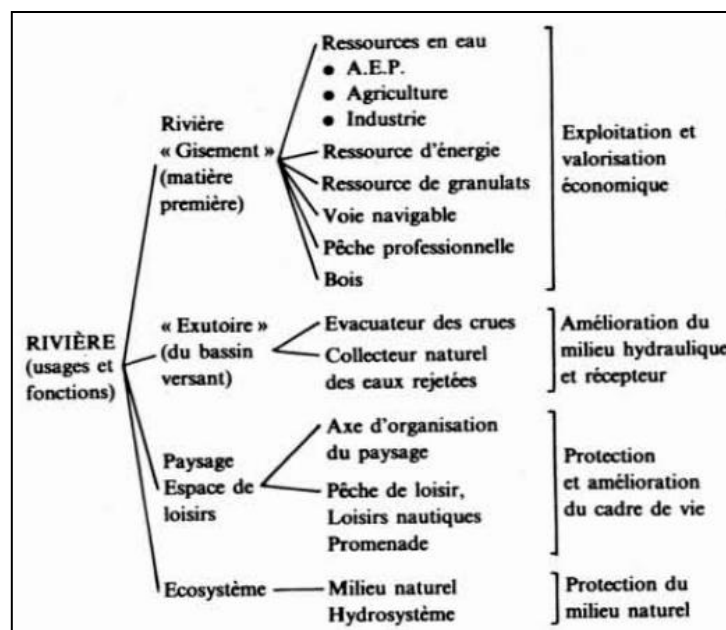 RIVIÈRE
(usages et
fonctions)
Rivière
« Gisement »
(matière
première)
Ressources en eau
● A.E.P.
● Agriculture
● Industrie
Ressource d'énergie
Ressource de granulats
Voie navigable
Pêche professionnelle
Bois
Exploitation et
valorisation
économique
« Exutoire »
(du bassin
versant)
Evacuateur des crues
Collecteur naturel
des eaux rejetées
Amélioration du
milieu hydraulique
et récepteur
Paysage
Espace de
loisirs
Axe d'organisation
du paysage
Pêche de loisir,
Loisirs nautiques
Promenade
Protection
et amélioration
du cadre de vie
Ecosystème
Milieu naturel
Hydrosystème
Protection du
milieu naturel